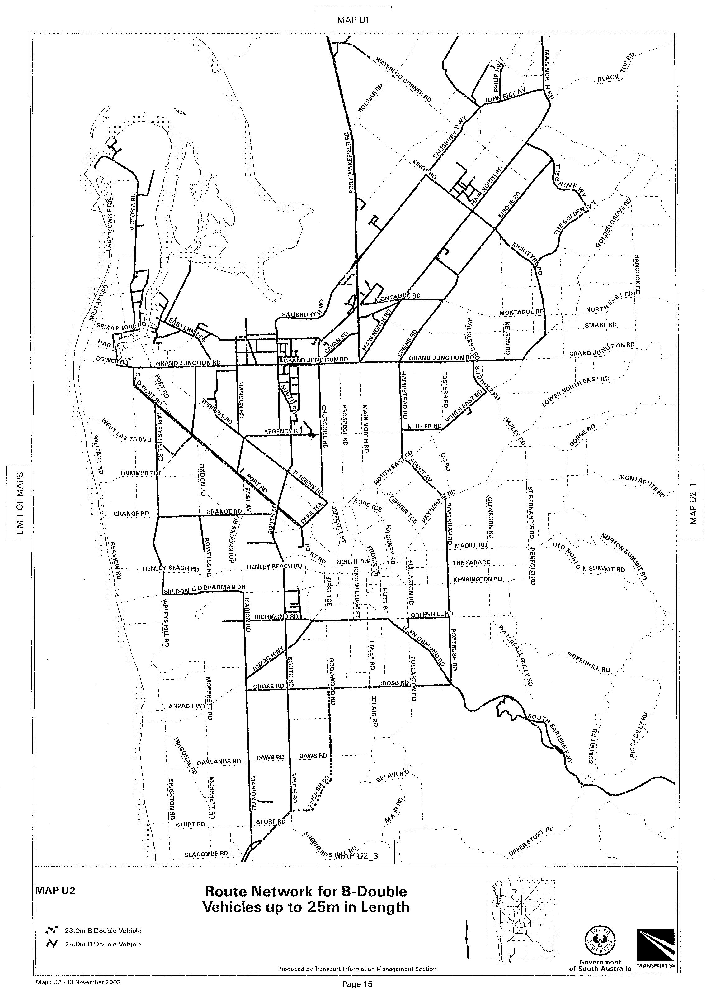 MAP U1
WATERLOO CORNER RD
BOLIVAR RD
PHILIP HWY
MAIN NORTH RD
BLACK TOP RD
JOHN RICE AV
SALISBURY HWY
PORT WAKEFIELD RD
KINGS RD
MAIN NORTH RD
BRIDGE RD
THE GROVE WY
THE GOLDEN WY
GOLDEN GROVE RD
LADY GOWRIE DR
VICTORIA RD
MCINTYRE RD
HANCOCK RD
MILITARY RD
MONTAGUE RD
NORTH EAST RD
SALISBURY HWY
MONTAGUE RD
SEMAPHORE RD
EASTERN PDE
MAIN NORTH RD
WALKLEYS RD
NELSON RD
SMART RD
HART ST
CAVAN RD
BRIENS RD
GRAND JUNCTION RD
BOWER RD
GRAND JUNCTION RD
GRAND JUNCTION RD
GRAND JUNCTION RD
OLD PORT RD
PORT RD
HANSON RD
SOUTH RD
HAMPSTEAD RD
FOSTERS RD
SUDHOLZ RD
LOWER NORTH EAST RD
TORRENS RD
CHURCHILL RD
PROSPECT RD
MAIN NORTH RD
NORTH EAST RD
TAPLEYS HILL RD
WEST LAKES BVD
REGENCY RD
MULLER RD
DARLEY RD
GORGE RD
MILITARY RD
NORTH EAST RD
ASCOT AV
OG RD
TRIMMER PDE
FINDON RD
PORT RD
TORRENS RD
MONTACUTE RD
LIMIT OF MAPS
MAP U2_1
EAST AV
PARK TCE
ROBE TCE
STEPHEN TCE
PAYNEHAM RD
PORTRUSH RD
GLYNBURN RD
ST BERNARD'S RD
GRANGE RD
GRANGE RD
SOUTH RD
JEFFCOTT ST
HACKNEY RD
HOLBROOKS RD
ROWELLS RD
PORT RD
FROME RD
MAGILL RD
NORTON SUMMIT RD
OLD NORTON SUMMIT RD
SEAVIEW RD
HENLEY BEACH RD
HENLEY BEACH RD
NORTH TCE
FULLARTON RD
THE PARADE
PENFOLD RD
KENSINGTON RD
SIR DONALD BRADMAN DR
WEST TCE
KING WILLIAM ST
HUTT ST
TAPLEYS HILL RD
MARION RD
RICHMOND RD
GREENHILL RD
GLEN OSMOND RD
PORTRUSH RD
WATERFALL GULLY RD
ANZAC HWY
SOUTH RD
GOODWOOD RD
UNLEY RD
FULLARTON RD
GREENHILL RD
MORPHETT RD
CROSS RD
CROSS RD
ANZAC HWY
BELAIR RD
SOUTH EASTERN FWY
SUMMIT RD
PICCADILLY RD
DIAGONAL RD
OAKLANDS RD
DAWS RD
DAWS RD
BELAIR RD
BRIGHTON RD
MORPHETT RD
MARION RD
SOUTH RD
FIVEASH DR
MAIN RD
STURT RD
STURT RD
SHEPHERDS HILL RD
UPPER STURT RD
SEACOMBE RD
MAP U2_3
MAP U2
Route Network for B-Double
Vehicles up to 25m in Length
23.0m B Double Vehicle
25.0m B Double Vehicle
N
SOUTH AUSTRALIA
Government
of South Australia
TRANSPORT SA
Produced by Transport Information Management Section
Map : U2 - 13 November 2003
Page 15